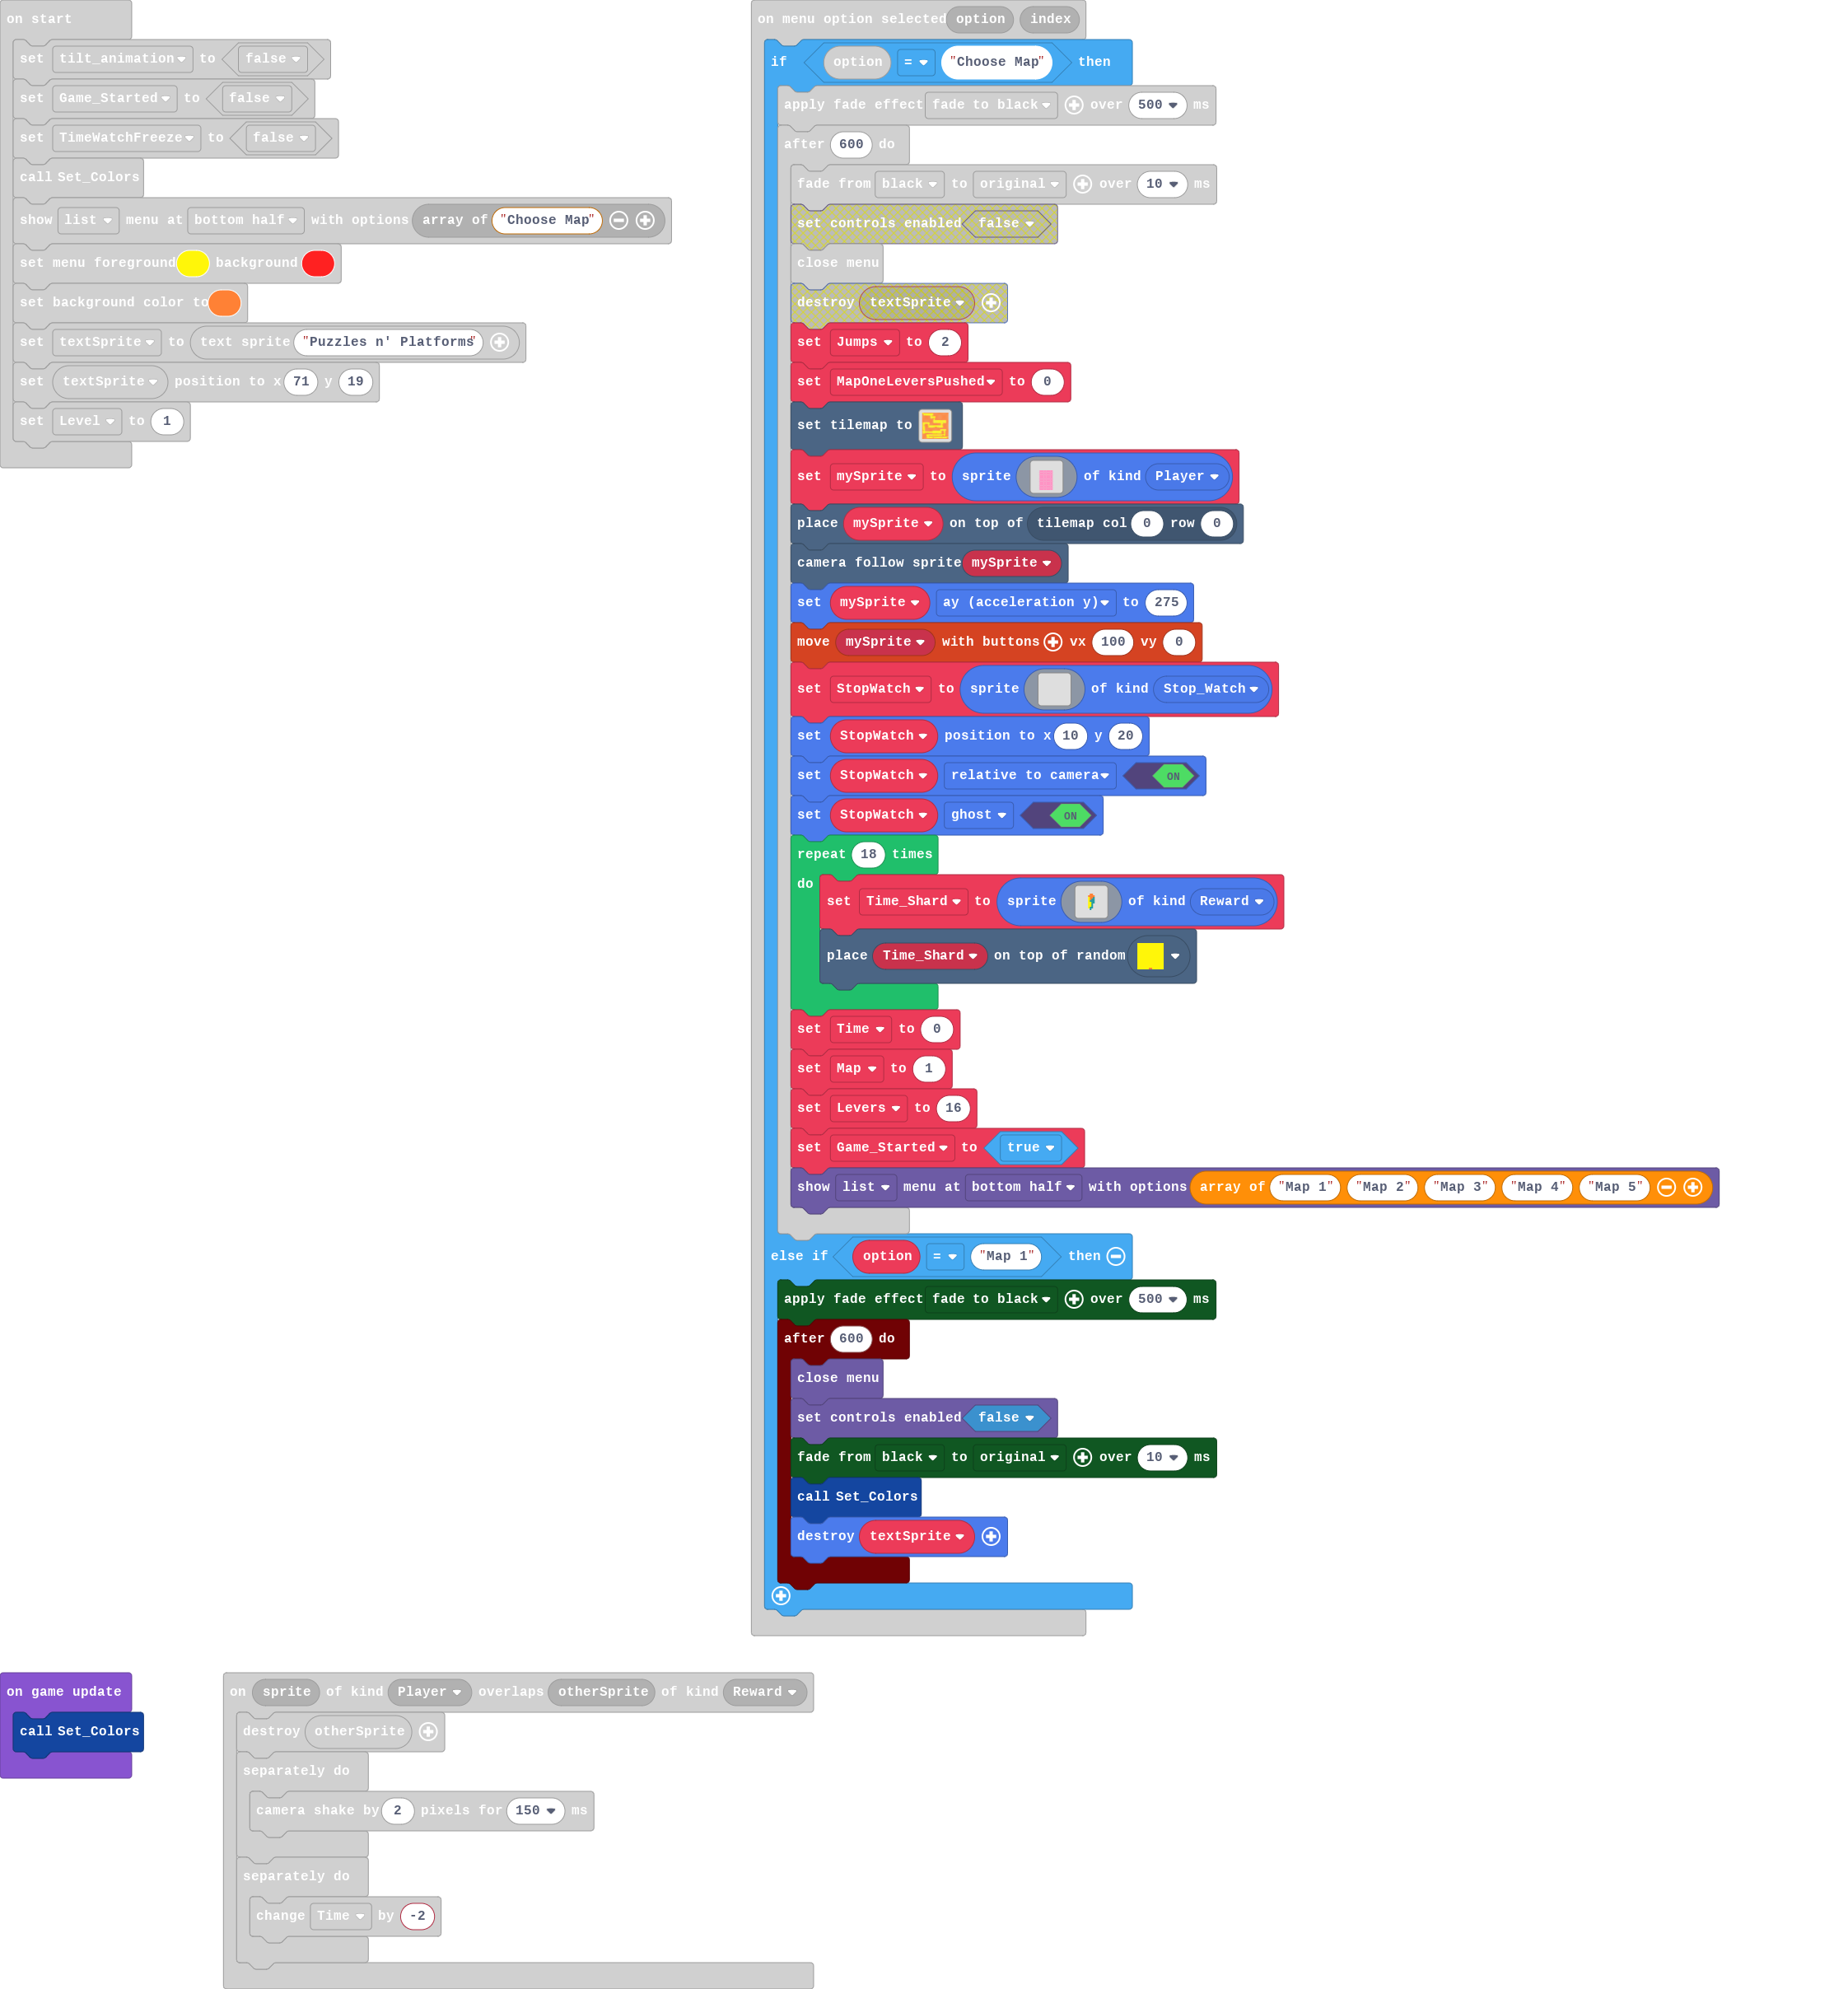 on start
set tilt_animation to false
set Game_Started to false
set TimeWatchFreeze to false
call Set_Colors
show list menu at bottom half with options array of "Choose Map"
set menu foreground background
set background color to
set textSprite to text sprite "Puzzles n' Platforms"
set textSprite position to x 71 y 19
set Level to 1
on menu option selected option index
if option = "Choose Map" then
apply fade effect fade to black over 500 ms
after 600 do
fade from black to original over 10 ms
set controls enabled false
close menu
destroy textSprite
set Jumps to 2
set MapOneLeversPushed to 0
set tilemap to
set mySprite to sprite of kind Player
place mySprite on top of tilemap col 0 row 0
camera follow sprite mySprite
set mySprite ay (acceleration y) to 275
move mySprite with buttons vx 100 vy 0
set StopWatch to sprite of kind Stop_Watch
set StopWatch position to x 10 y 20
set StopWatch relative to camera ON
set StopWatch ghost ON
repeat 18 times
do
set Time_Shard to sprite of kind Reward
place Time_Shard on top of random
set Time to 0
set Map to 1
set Levers to 16
set Game_Started to true
show list menu at bottom half with options array of "Map 1" "Map 2" "Map 3" "Map 4" "Map 5"
else if option = "Map 1" then
apply fade effect fade to black over 500 ms
after 600 do
close menu
set controls enabled false
fade from black to original over 10 ms
call Set_Colors
destroy textSprite
on game update
call Set_Colors
on sprite of kind Player overlaps otherSprite of kind Reward
destroy otherSprite
separately do
camera shake by 2 pixels for 150 ms
separately do
change Time by -2